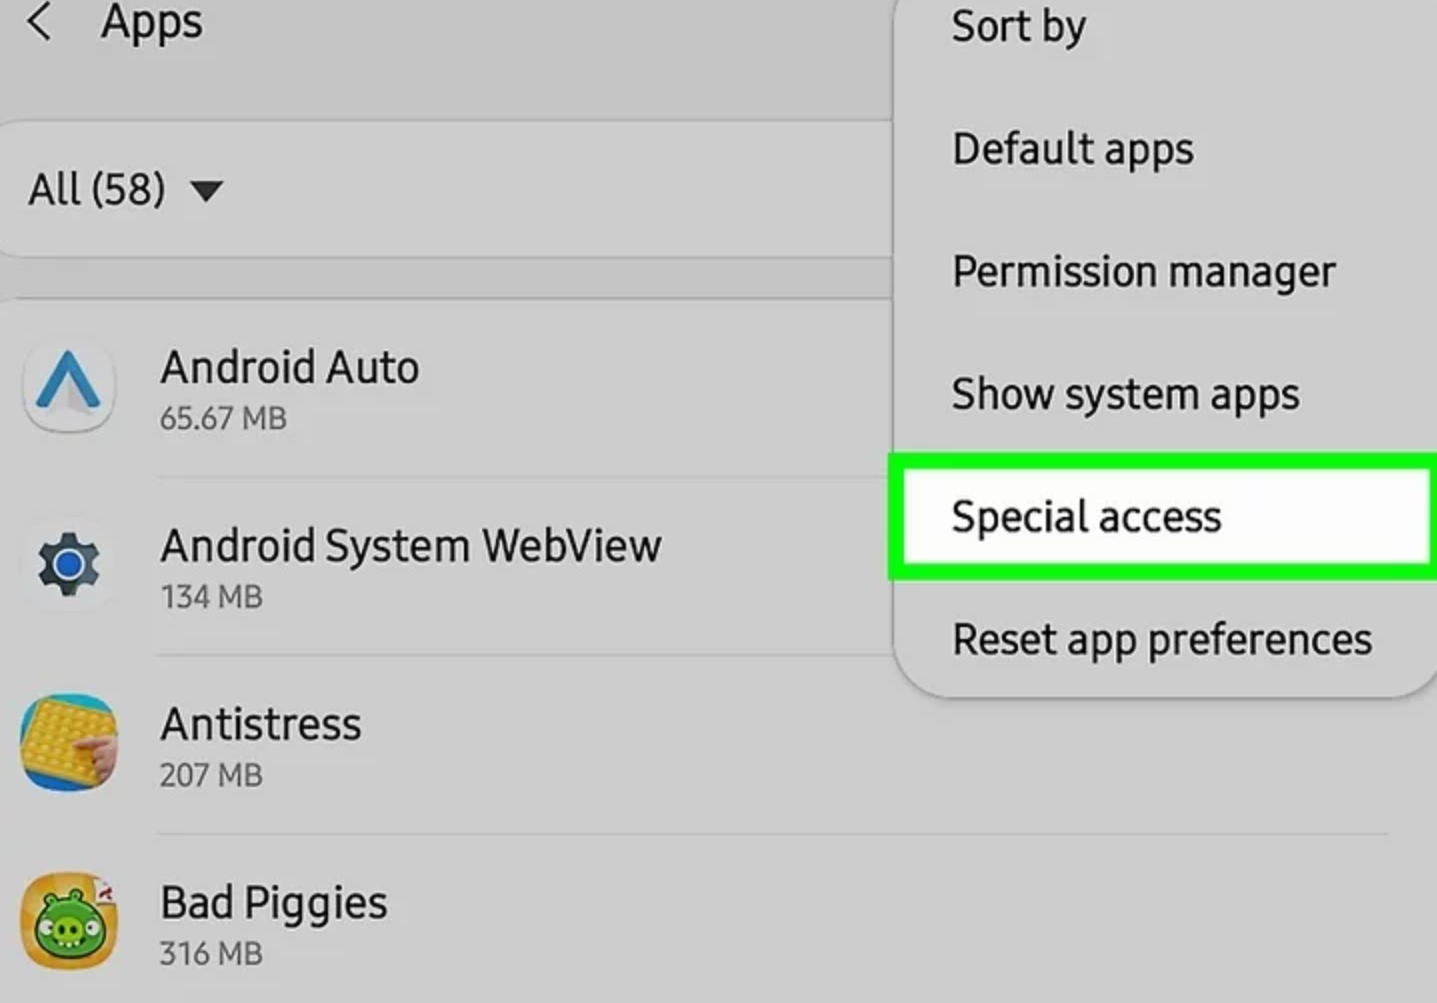 Apps
All (58)
Android Auto
65.67 MB
Android System WebView
134 MB
Antistress
207 MB
Bad Piggies
316 MB
Sort by
Default apps
Permission manager
Show system apps
Special access
Reset app preferences